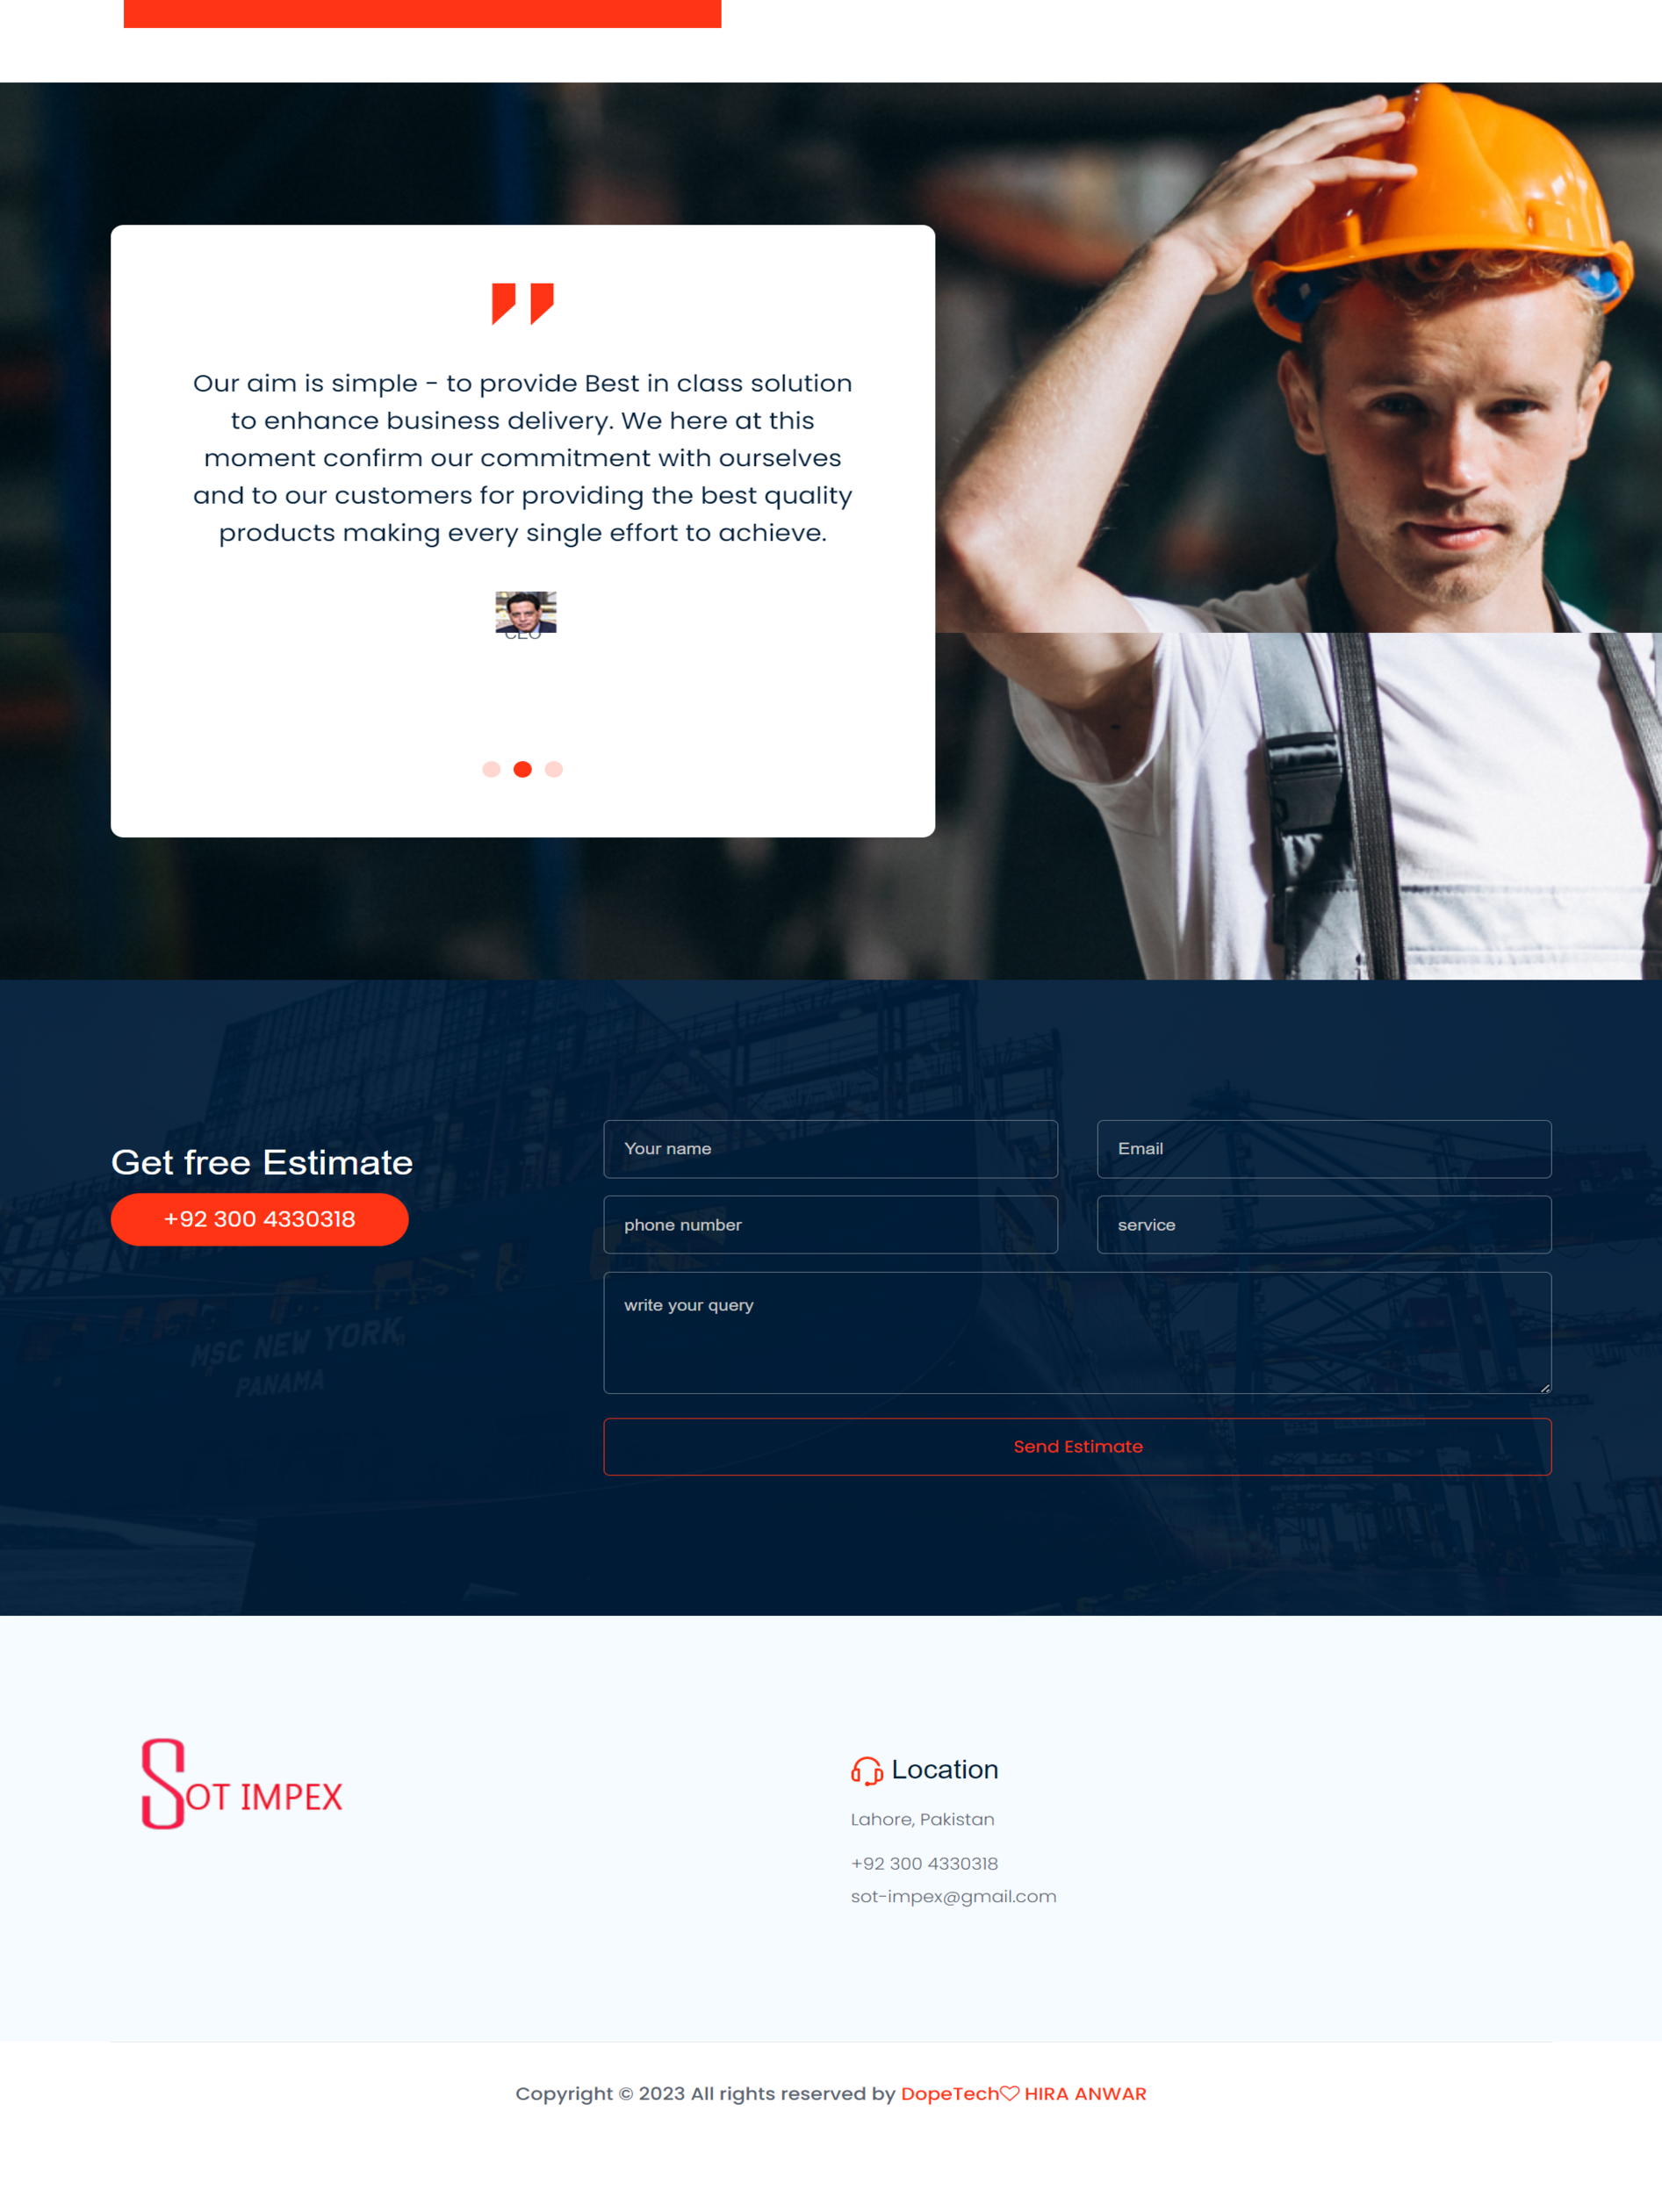 Our aim is simple - to provide Best in class solution
to enhance business delivery. We here at this
moment confirm our commitment with ourselves
and to our customers for providing the best quality
products making every single effort to achieve.
CEO
Get free Estimate
+92 300 4330318
Your name
Email
phone number
service
write your query
Send Estimate
MSC NEW YORK
PANAMA
SOT IMPEX
Location
Lahore, Pakistan
+92 300 4330318
sot-impex@gmail.com
Copyright © 2023 All rights reserved by DopeTech♡ HIRA ANWAR